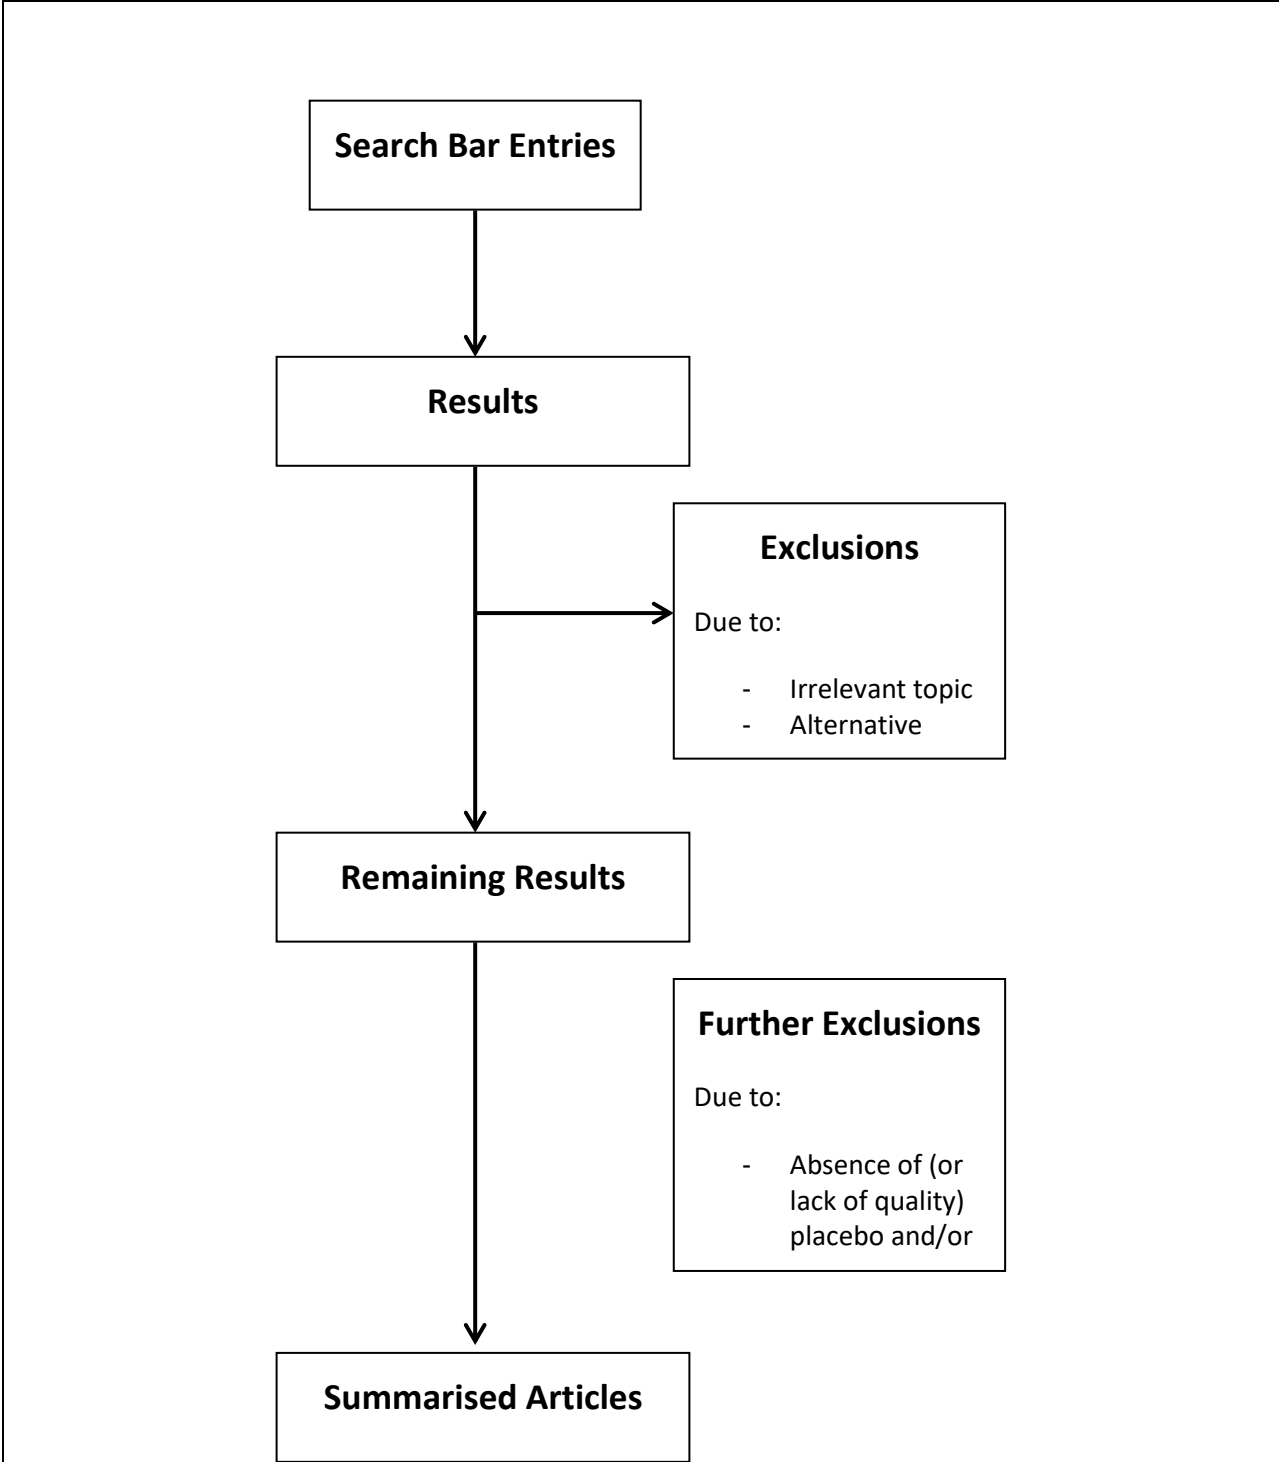 Search Bar Entries
Results
Exclusions
Due to:
- Irrelevant topic
- Alternative
Remaining Results
Further Exclusions
Due to:
- Absence of (or
lack of quality)
placebo and/or
Summarised Articles